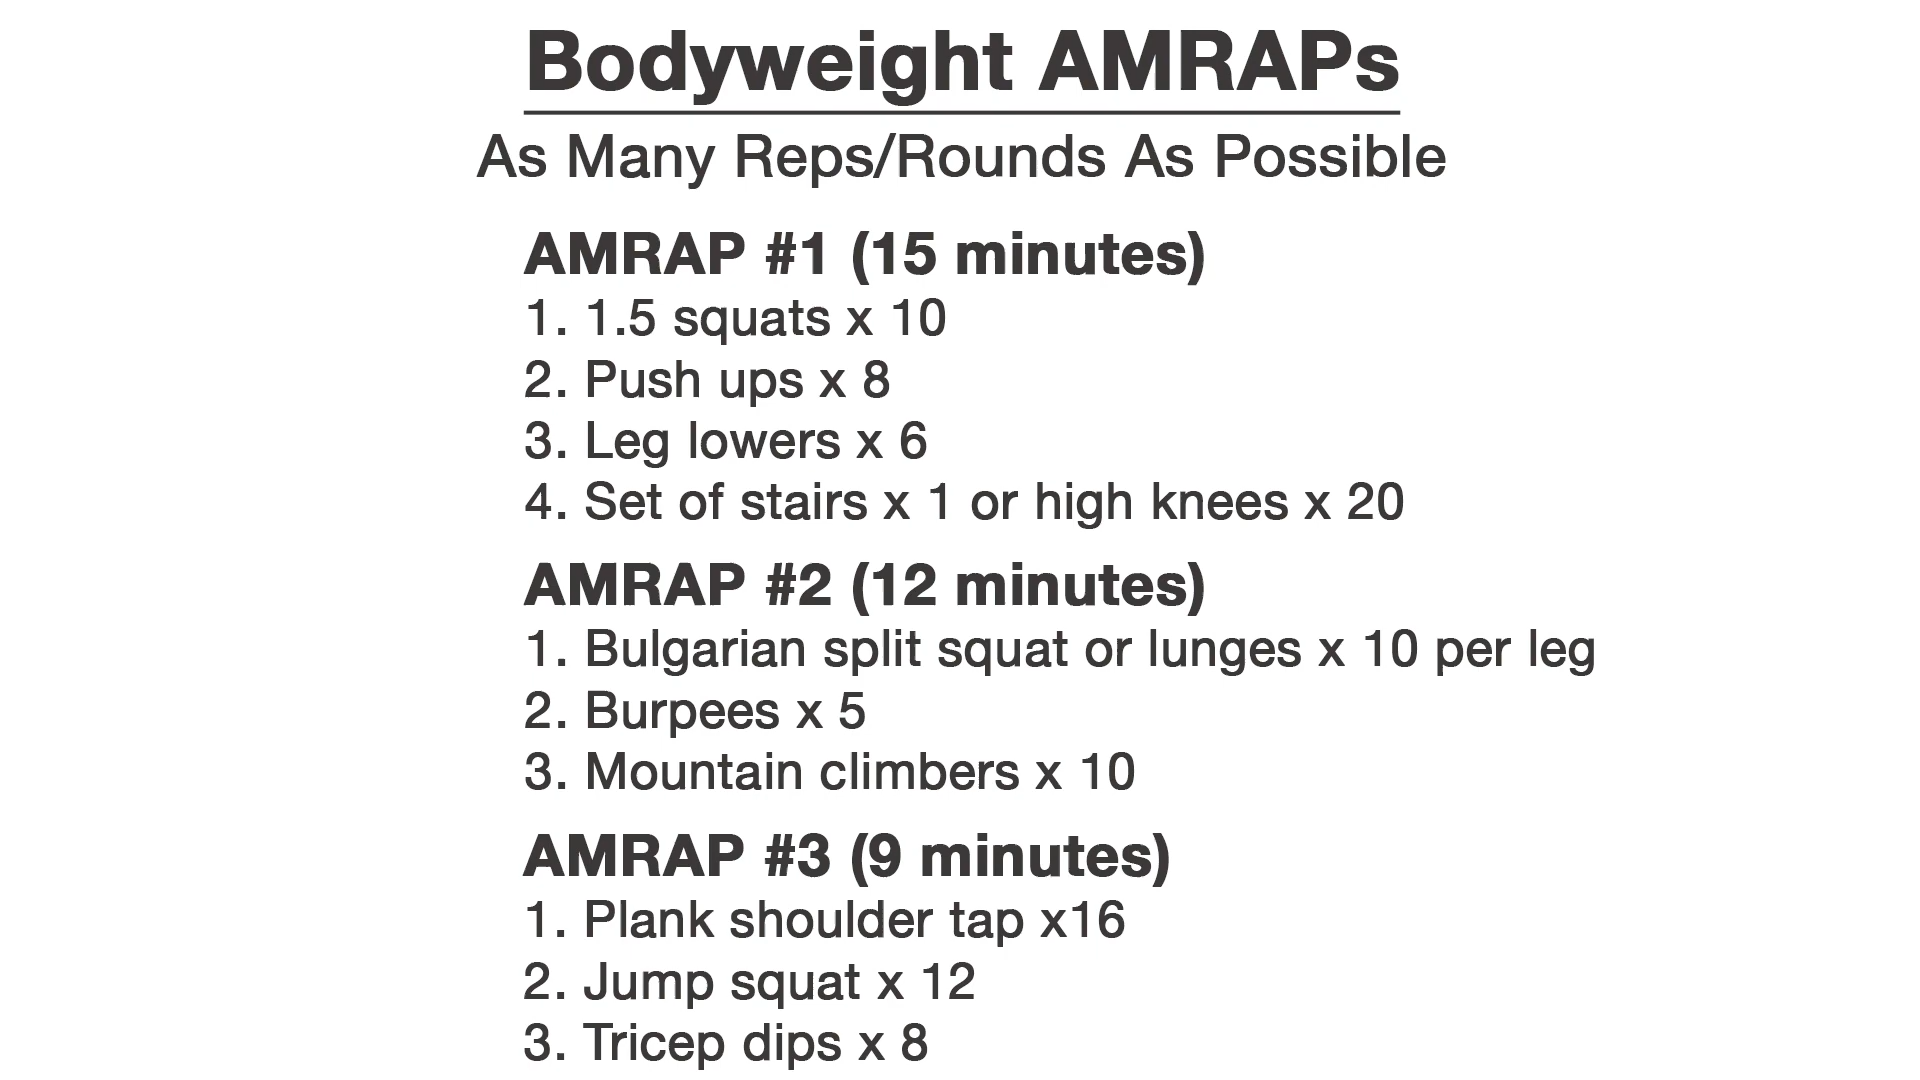 Bodyweight AMRAPs
As Many Reps/Rounds As Possible
AMRAP #1 (15 minutes)
1. 1.5 squats x 10
2. Push ups x 8
3. Leg lowers x 6
4. Set of stairs x 1 or high knees x 20
AMRAP #2 (12 minutes)
1. Bulgarian split squat or lunges x 10 per leg
2. Burpees x 5
3. Mountain climbers x 10
AMRAP #3 (9 minutes)
1. Plank shoulder tap x16
2. Jump squat x 12
3. Tricep dips x 8